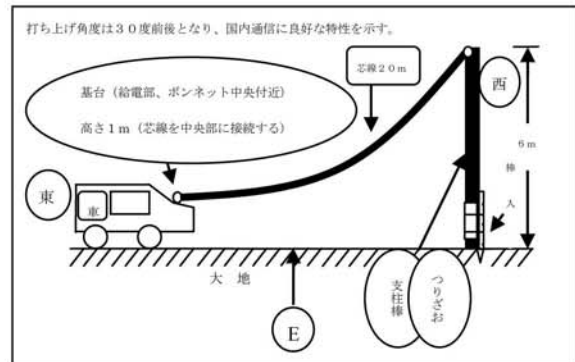 打ち上げ角度は３０度前後となり、国内通信に良好な特性を示す。
基台（給電部、ボンネット中央付近）
高さ１ｍ（芯線を中央部に接続する）
芯線２０ｍ
西
６ｍ
棒
入
東
車
大　地
E
支柱棒
つりざお